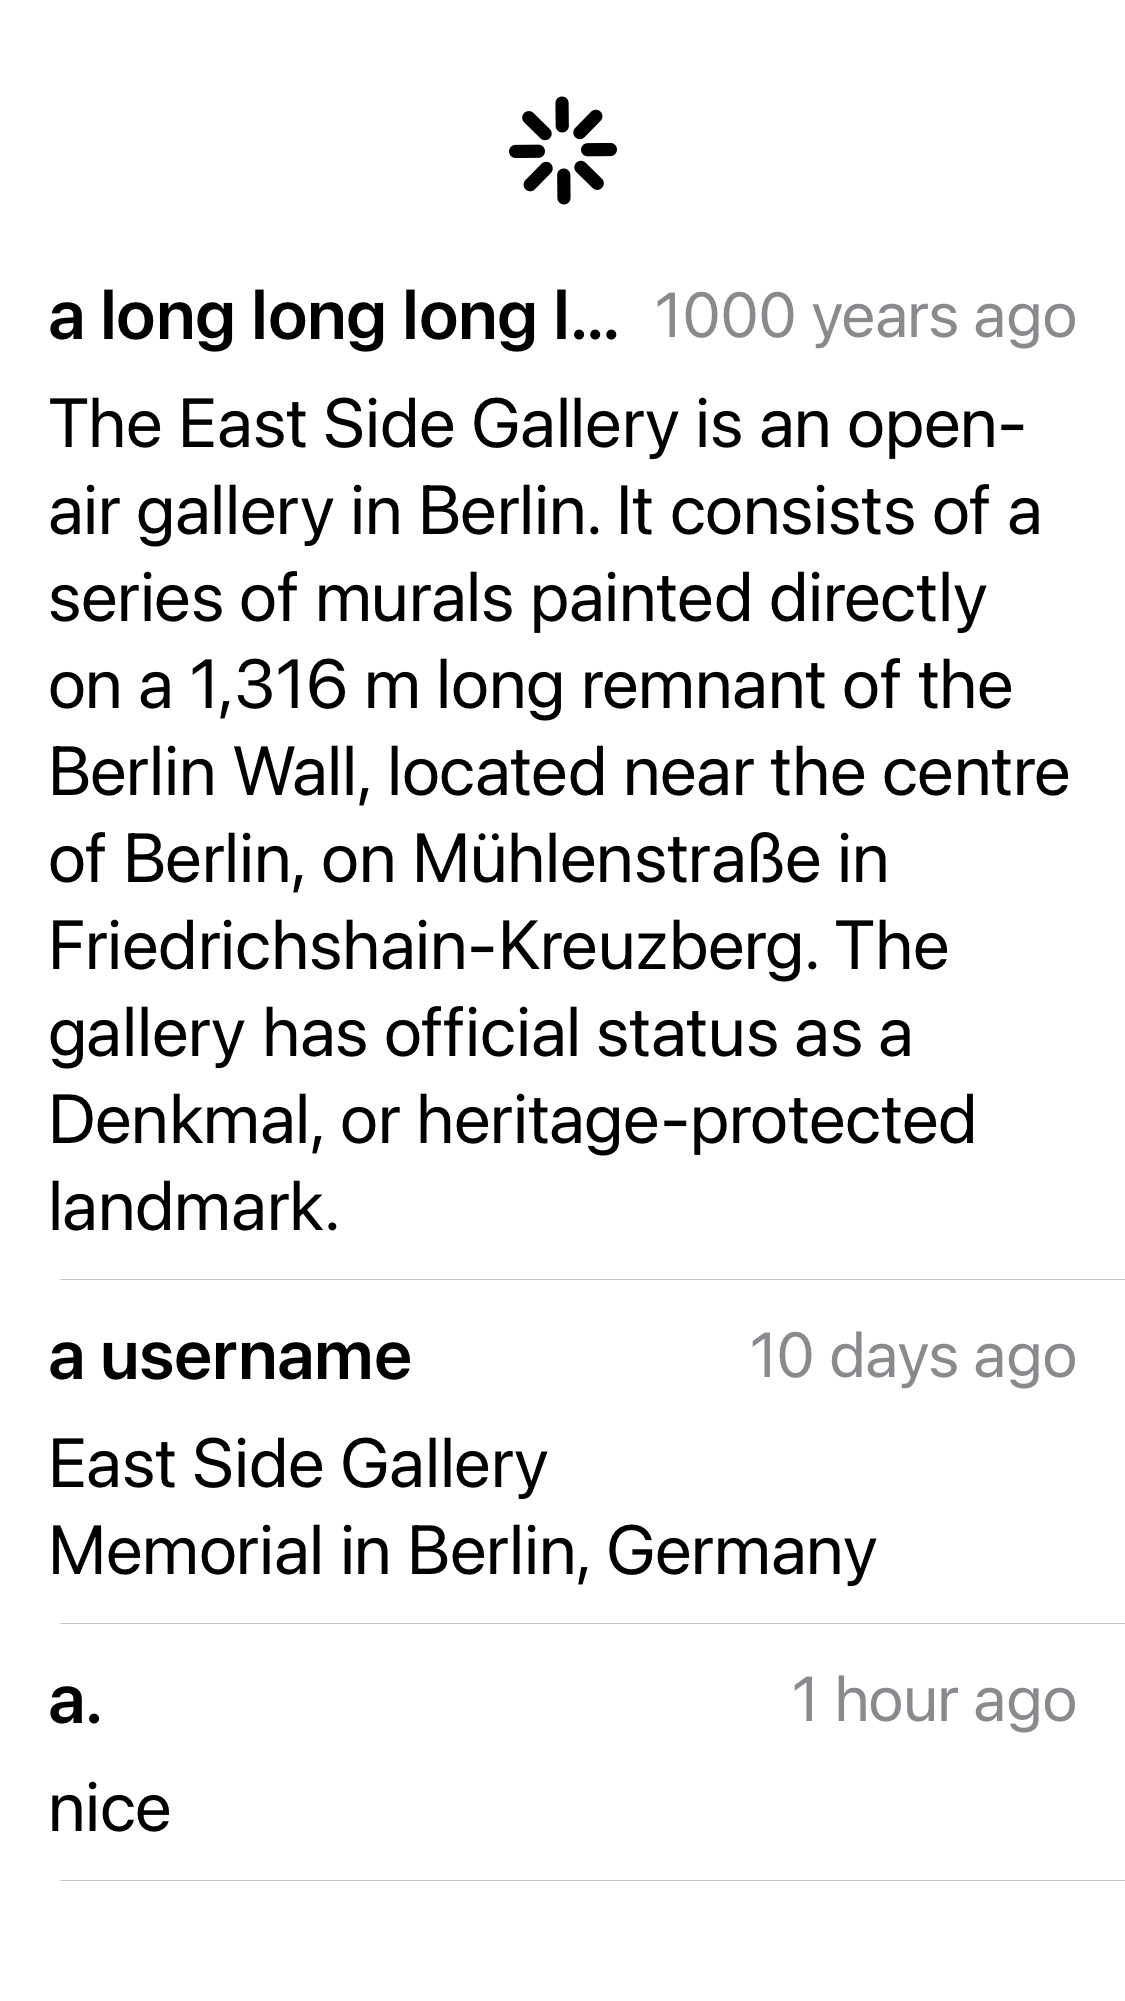 a long long long l... 1000 years ago
The East Side Gallery is an open-
air gallery in Berlin. It consists of a
series of murals painted directly
on a 1,316 m long remnant of the
Berlin Wall, located near the centre
of Berlin, on Mühlenstraße in
Friedrichshain-Kreuzberg. The
gallery has official status as a
Denkmal, or heritage-protected
landmark.
a username 10 days ago
East Side Gallery
Memorial in Berlin, Germany
a. 1 hour ago
nice